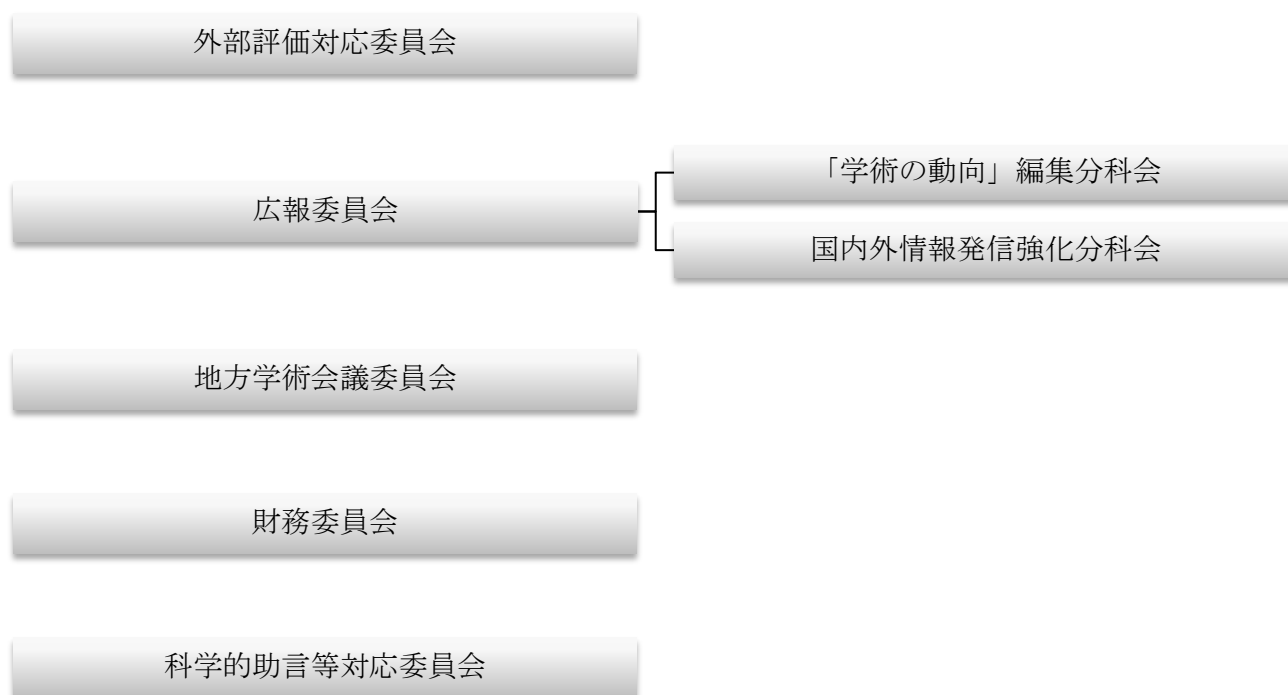 外部評価対応委員会
広報委員会
「学術の動向」編集分科会
国内外情報発信強化分科会
地方学術会議委員会
財務委員会
科学的助言等対応委員会